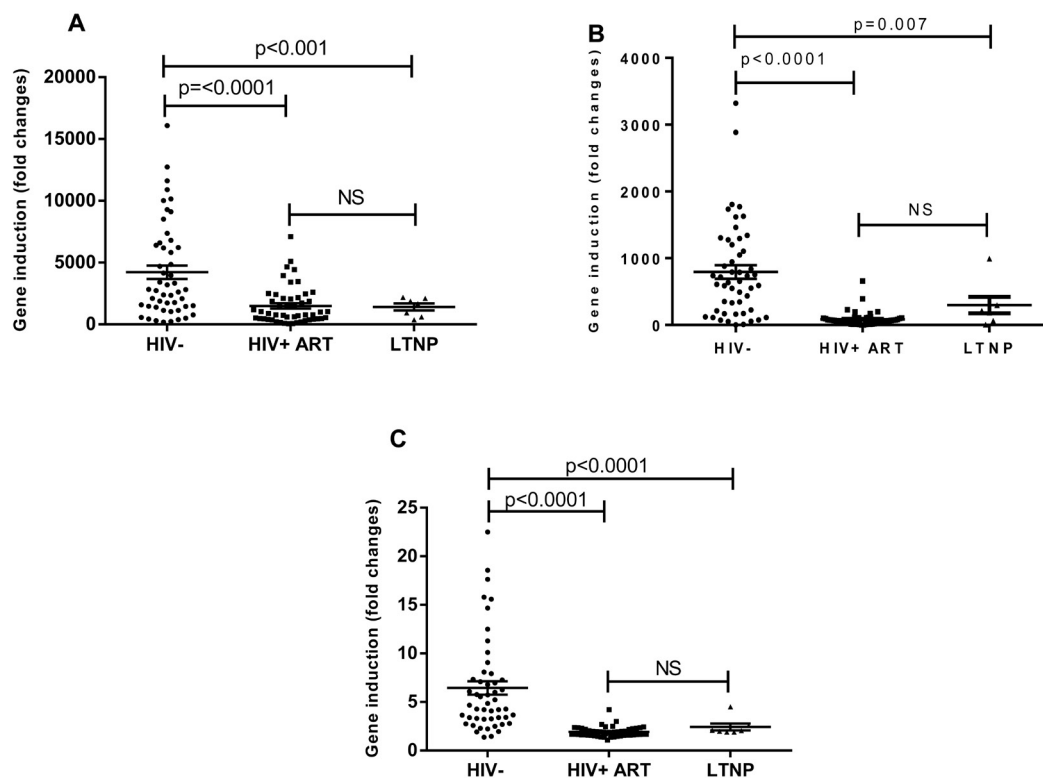 A
p<0.001
p=<0.0001
NS
Gene induction (fold changes)
20000
15000
10000
5000
0
HIV- HIV+ ART LTNP
B
p=0.007
p<0.0001
NS
Gene induction (fold changes)
4000
3000
2000
1000
0
HIV- HIV+ ART LTNP
C
p<0.0001
p<0.0001
NS
Gene induction (fold changes)
25
20
15
10
5
0
HIV- HIV+ ART LTNP